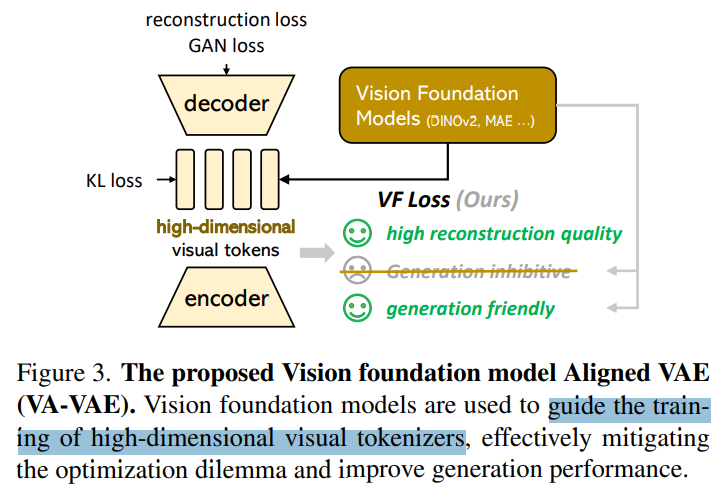 reconstruction loss
GAN loss
decoder
Vision Foundation
Models (DINOv2, MAE ...)
KL loss
VF Loss (Ours)
high-dimensional
visual tokens
high reconstruction quality
Generation inhibitive
generation friendly
encoder
Figure 3. The proposed Vision foundation model Aligned VAE
(VA-VAE). Vision foundation models are used to guide the train-
ing of high-dimensional visual tokenizers, effectively mitigating
the optimization dilemma and improve generation performance.